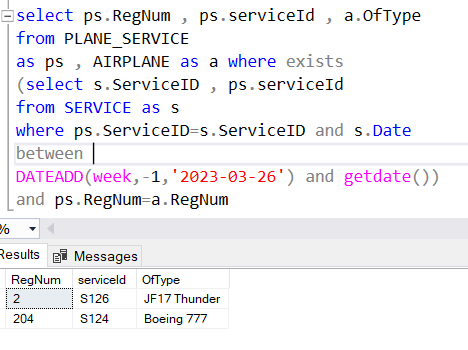 select ps.RegNum , ps.serviceId , a.OfType
from PLANE_SERVICE
as ps , AIRPLANE as a where exists
(select s.ServiceID , ps.serviceId
from SERVICE as s
where ps.ServiceID=s.ServiceID and s.Date
between
DATEADD(week,-1,'2023-03-26') and getdate())
and ps.RegNum=a.RegNum
%
Results Messages
RegNum serviceId OfType
2 S126 JF17 Thunder
204 S124 Boeing 777